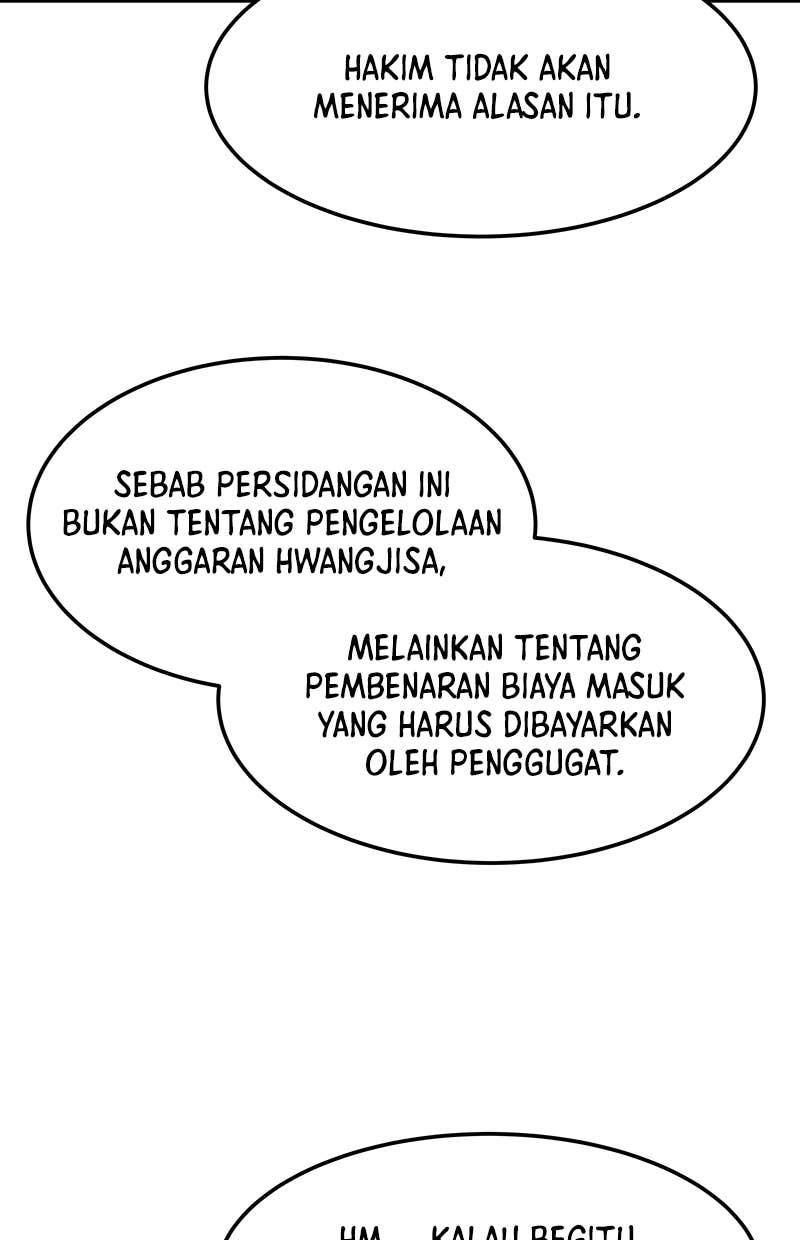 HAKIM TIDAK AKAN
MENERIMA ALASAN ITU.
SEBAB PERSIDANGAN INI
BUKAN TENTANG PENGELOLAAN
ANGGARAN HWANGJISA,
MELAINKAN TENTANG
PEMBENARAN BIAYA MASUK
YANG HARUS DIBAYARKAN
OLEH PENGGUGAT.
HM... KALAU BEGITU